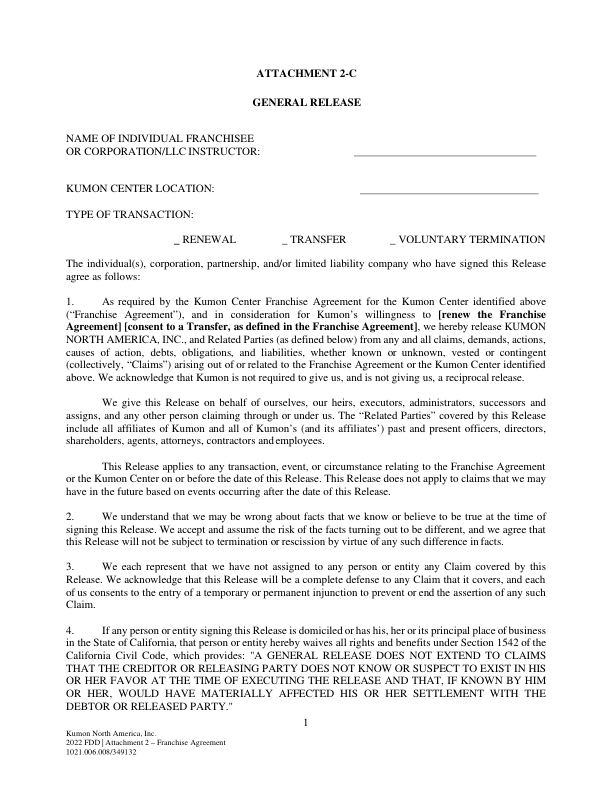 ATTACHMENT 2-C
GENERAL RELEASE
NAME OF INDIVIDUAL FRANCHISEE
OR CORPORATION/LLC INSTRUCTOR: ___________________________________
KUMON CENTER LOCATION: ___________________________________
TYPE OF TRANSACTION:
_ RENEWAL _ TRANSFER _ VOLUNTARY TERMINATION
The individual(s), corporation, partnership, and/or limited liability company who have signed this Release
agree as follows:
1. As required by the Kumon Center Franchise Agreement for the Kumon Center identified above
(“Franchise Agreement”), and in consideration for Kumon’s willingness to [renew the Franchise
Agreement] [consent to a Transfer, as defined in the Franchise Agreement], we hereby release KUMON
NORTH AMERICA, INC., and Related Parties (as defined below) from any and all claims, demands, actions,
causes of action, debts, obligations, and liabilities, whether known or unknown, vested or contingent
(collectively, “Claims”) arising out of or related to the Franchise Agreement or the Kumon Center identified
above. We acknowledge that Kumon is not required to give us, and is not giving us, a reciprocal release.
We give this Release on behalf of ourselves, our heirs, executors, administrators, successors and
assigns, and any other person claiming through or under us. The “Related Parties” covered by this Release
include all affiliates of Kumon and all of Kumon’s (and its affiliates’) past and present officers, directors,
shareholders, agents, attorneys, contractors and employees.
This Release applies to any transaction, event, or circumstance relating to the Franchise Agreement
or the Kumon Center on or before the date of this Release. This Release does not apply to claims that we may
have in the future based on events occurring after the date of this Release.
2. We understand that we may be wrong about facts that we know or believe to be true at the time of
signing this Release. We accept and assume the risk of the facts turning out to be different, and we agree that
this Release will not be subject to termination or rescission by virtue of any such difference in facts.
3. We each represent that we have not assigned to any person or entity any Claim covered by this
Release. We acknowledge that this Release will be a complete defense to any Claim that it covers, and each
of us consents to the entry of a temporary or permanent injunction to prevent or end the assertion of any such
Claim.
4. If any person or entity signing this Release is domiciled or has his, her or its principal place of business
in the State of California, that person or entity hereby waives all rights and benefits under Section 1542 of the
California Civil Code, which provides: "A GENERAL RELEASE DOES NOT EXTEND TO CLAIMS
THAT THE CREDITOR OR RELEASING PARTY DOES NOT KNOW OR SUSPECT TO EXIST IN HIS
OR HER FAVOR AT THE TIME OF EXECUTING THE RELEASE AND THAT, IF KNOWN BY HIM
OR HER, WOULD HAVE MATERIALLY AFFECTED HIS OR HER SETTLEMENT WITH THE
DEBTOR OR RELEASED PARTY."
1
Kumon North America, Inc.
2022 FDD | Attachment 2 – Franchise Agreement
1021.006.008/349132